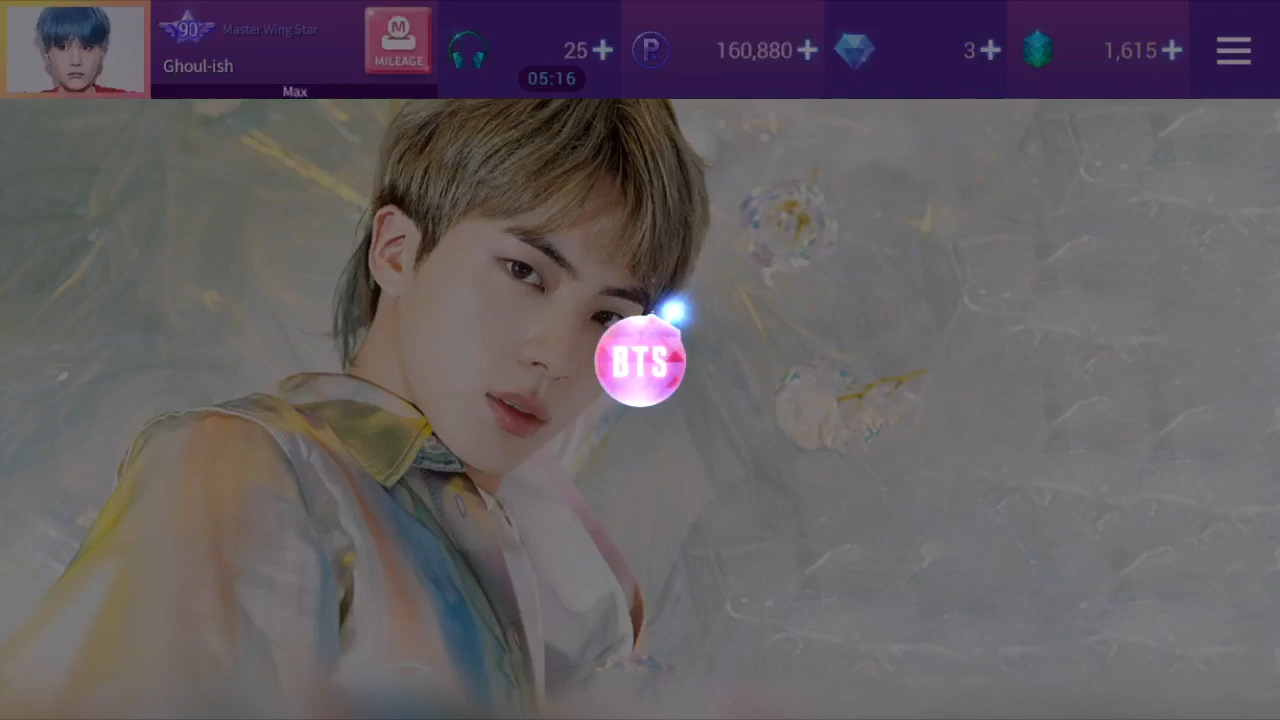 90 Master Wing Star
Ghoul-ish
M
MILEAGE
Max
25
05:16
P
160,880
3
1,615
BTS